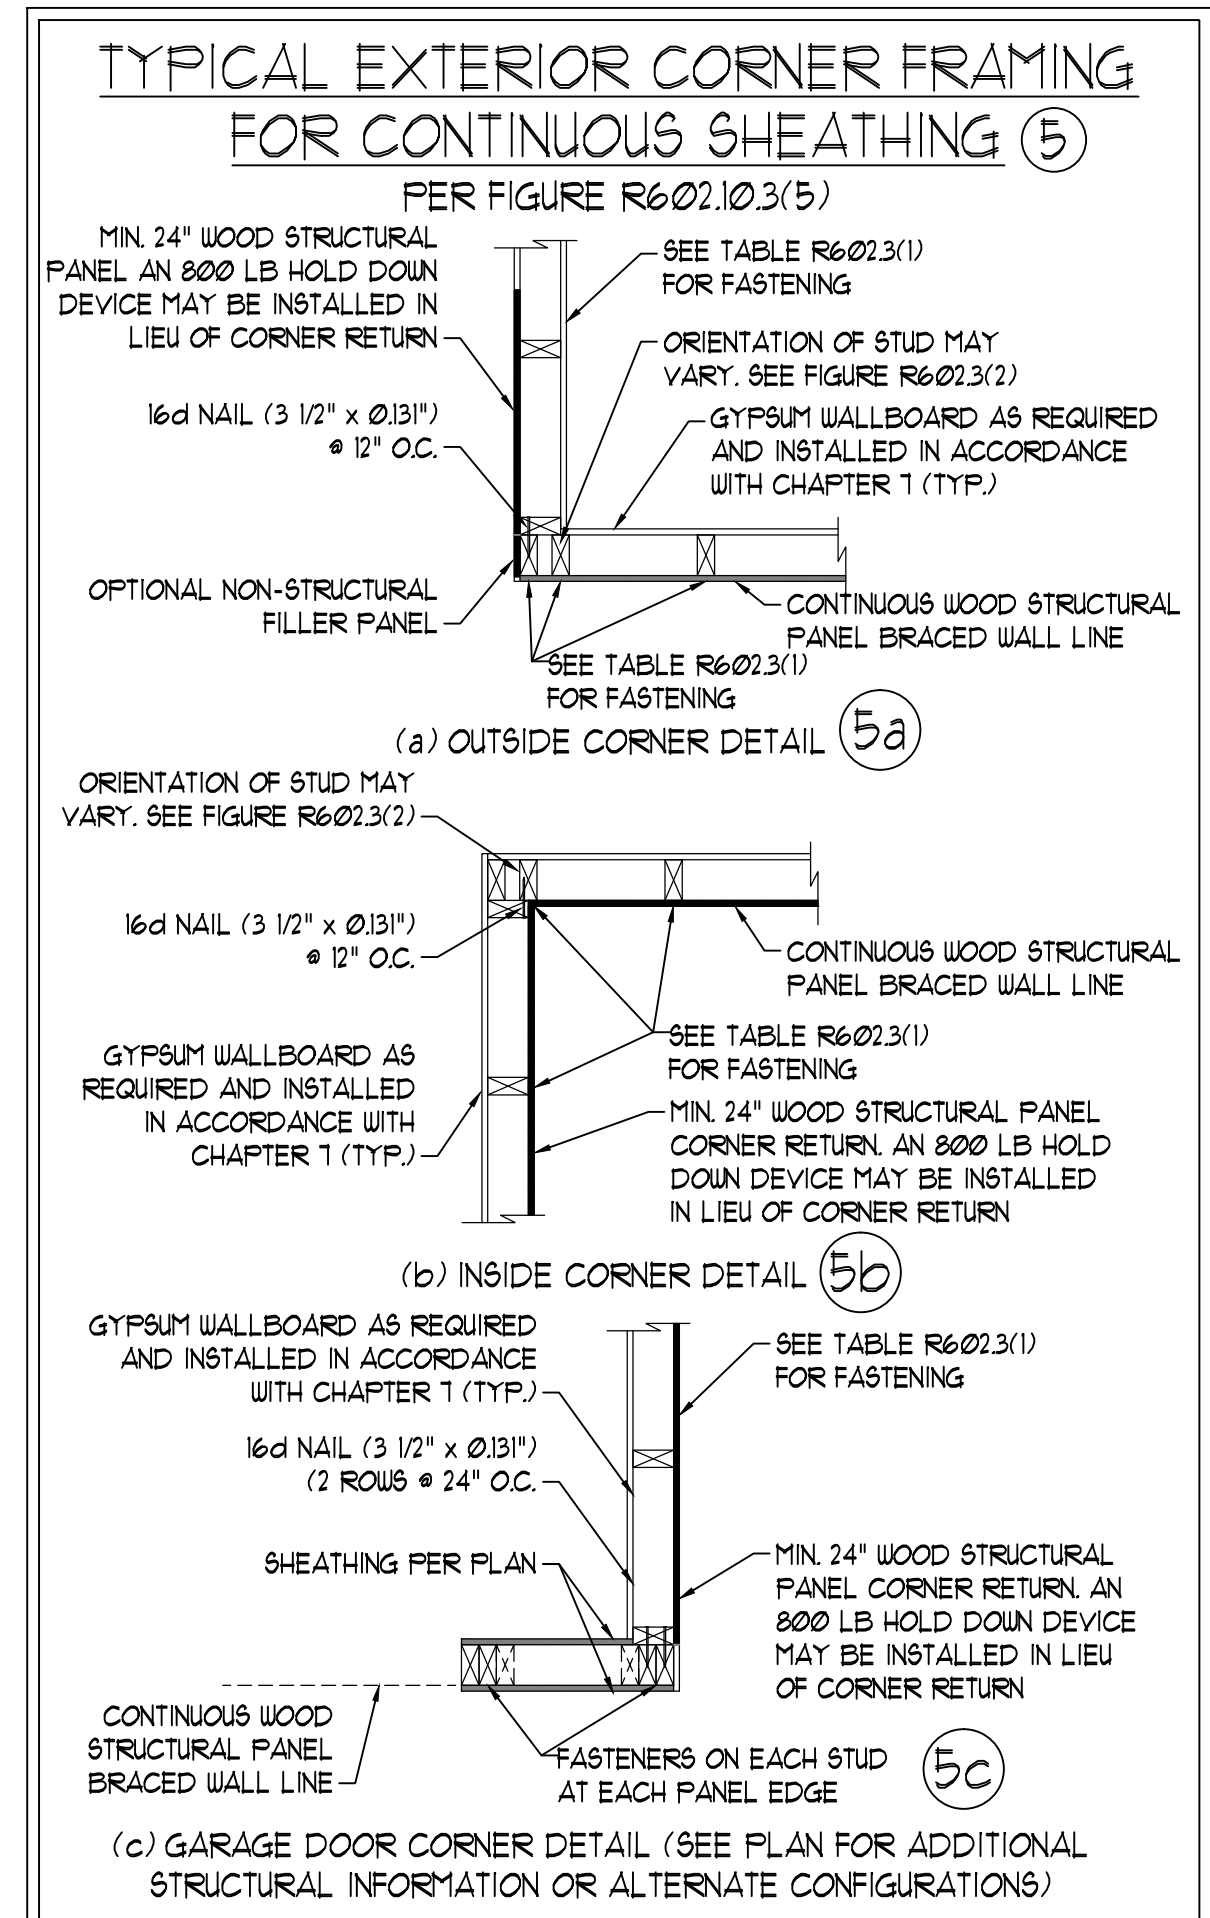 TYPICAL EXTERIOR CORNER FRAMING
FOR CONTINUOUS SHEATHING 5
PER FIGURE R602.10.3(5)
MIN. 24" WOOD STRUCTURAL
PANEL AN 800 LB HOLD DOWN
DEVICE MAY BE INSTALLED IN
LIEU OF CORNER RETURN
16d NAIL (3 1/2" x 0.131")
@ 12" O.C.
OPTIONAL NON-STRUCTURAL
FILLER PANEL
SEE TABLE R602.3(1)
FOR FASTENING
ORIENTATION OF STUD MAY
VARY. SEE FIGURE R602.3(2)
GYPSUM WALLBOARD AS REQUIRED
AND INSTALLED IN ACCORDANCE
WITH CHAPTER 7 (TYP.)
CONTINUOUS WOOD STRUCTURAL
PANEL BRACED WALL LINE
SEE TABLE R602.3(1)
FOR FASTENING
(a) OUTSIDE CORNER DETAIL 5a
ORIENTATION OF STUD MAY
VARY. SEE FIGURE R602.3(2)
16d NAIL (3 1/2" x 0.131")
@ 12" O.C.
GYPSUM WALLBOARD AS
REQUIRED AND INSTALLED
IN ACCORDANCE WITH
CHAPTER 7 (TYP.)
CONTINUOUS WOOD STRUCTURAL
PANEL BRACED WALL LINE
SEE TABLE R602.3(1)
FOR FASTENING
MIN. 24" WOOD STRUCTURAL PANEL
CORNER RETURN. AN 800 LB HOLD
DOWN DEVICE MAY BE INSTALLED
IN LIEU OF CORNER RETURN
(b) INSIDE CORNER DETAIL 5b
GYPSUM WALLBOARD AS REQUIRED
AND INSTALLED IN ACCORDANCE
WITH CHAPTER 7 (TYP.)
16d NAIL (3 1/2" x 0.131")
(2 ROWS @ 24" O.C.
SHEATHING PER PLAN
CONTINUOUS WOOD
STRUCTURAL PANEL
BRACED WALL LINE
SEE TABLE R602.3(1)
FOR FASTENING
MIN. 24" WOOD STRUCTURAL
PANEL CORNER RETURN. AN
800 LB HOLD DOWN DEVICE
MAY BE INSTALLED IN LIEU
OF CORNER RETURN
FASTENERS ON EACH STUD
AT EACH PANEL EDGE
5c
(c) GARAGE DOOR CORNER DETAIL (SEE PLAN FOR ADDITIONAL
STRUCTURAL INFORMATION OR ALTERNATE CONFIGURATIONS)